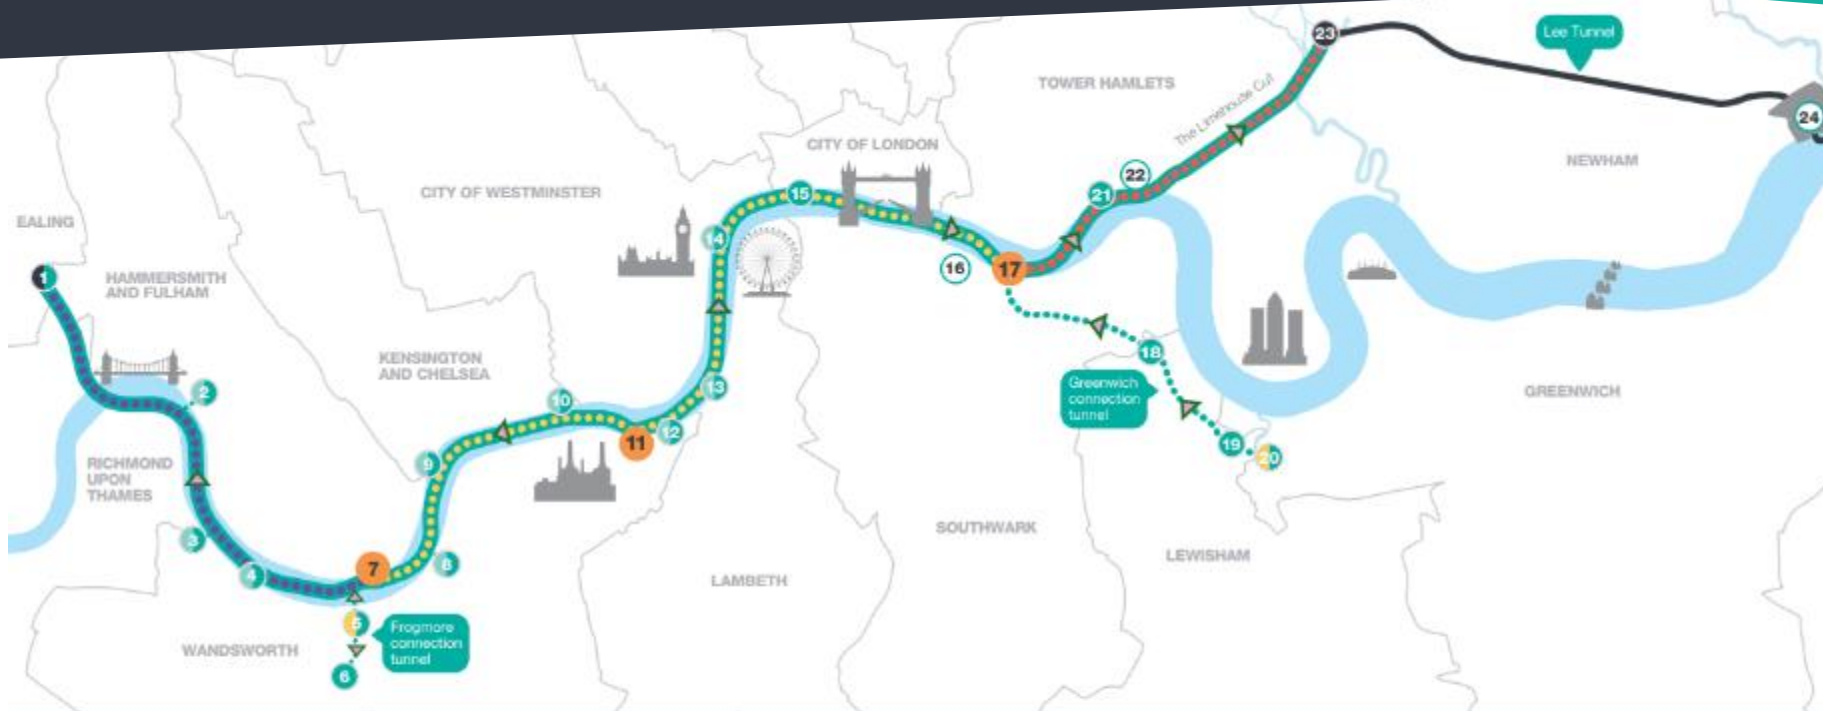 23
Lee Tunnel
24
TOWER HAMLETS
The Limehouse Cut
CITY OF LONDON
NEWHAM
22
21
15
CITY OF WESTMINSTER
EALING
14
16
17
1
HAMMERSMITH
AND FULHAM
KENSINGTON
AND CHELSEA
18
Greenwich
connection
tunnel
GREENWICH
2
10
13
12
11
19
20
9
RICHMOND
UPON
THAMES
SOUTHWARK
3
LEWISHAM
4
7
8
LAMBETH
5
Frogmore
connection
tunnel
WANDSWORTH
6